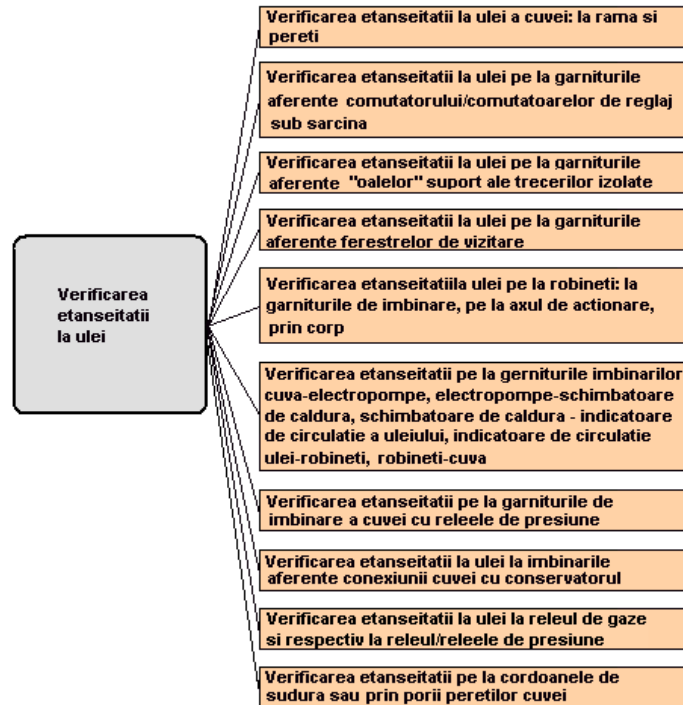 Verificarea etanseitatii la ulei a cuvei: la rama si
pereti
Verificarea etanseitatii la ulei pe la garniturile
aferente comutatorului/comutatoarelor de reglaj
sub sarcina
Verificarea etanseitatii la ulei pe la garniturile
aferente "oalelor" suport ale trecerilor izolate
Verificarea etanseitatii la ulei pe la garniturile
aferente ferestrelor de vizitare
Verificarea
etanseitatii
la ulei
Verificarea etanseitatiila ulei pe la robineti: la
garniturile de imbinare, pe la axul de actionare,
prin corp
Verificarea etanseitatii pe la gerniturile imbinarilor
cuva-electropompe, electropompe-schimbatoare
de caldura, schimbatoare de caldura - indicatoare
de circulatie a uleiului, indicatoare de circulatie
ulei-robineti, robineti-cuva
Verificarea etanseitatii pe la garniturile de
imbinare a cuvei cu releele de presiune
Verificarea etanseitatii la ulei la imbinarile
aferente conexiunii cuvei cu conservatorul
Verificarea etanseitatii la ulei la releul de gaze
si respectiv la releul/releele de presiune
Verificarea etanseitatii pe la cordoanele de
sudura sau prin porii peretilor cuvei